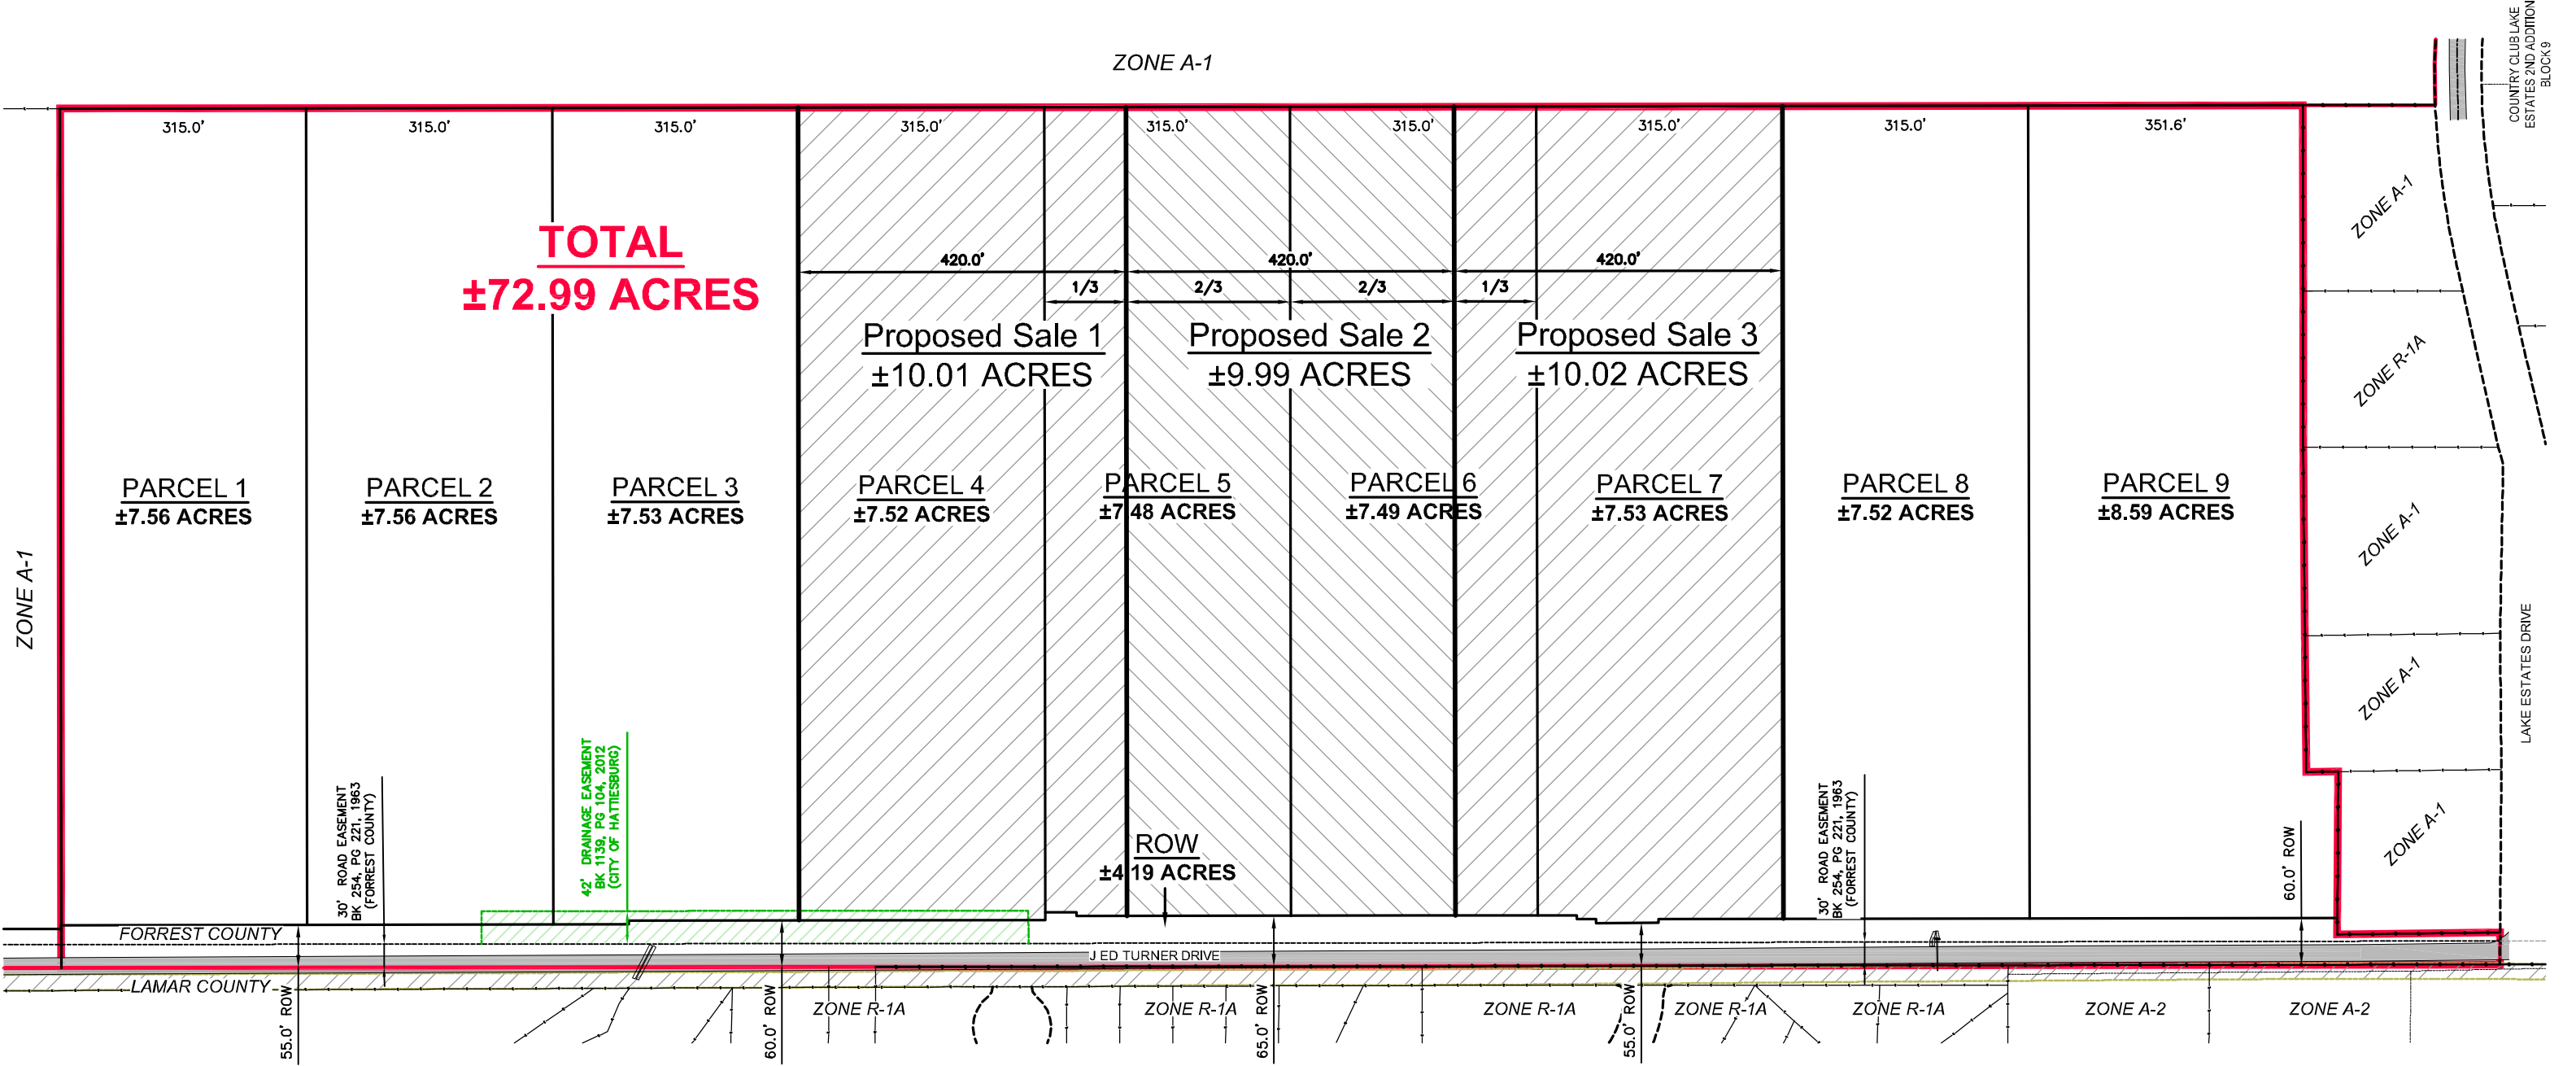 ZONE A-1
COUNTRY CLUB LAKE
ESTATES 2ND ADDITION
BLOCK 9
315.0'
315.0'
315.0'
315.0'
315.0'
315.0'
315.0'
315.0'
351.6'
TOTAL
±72.99 ACRES
420.0'
420.0'
420.0'
1/3
2/3
2/3
1/3
Proposed Sale 1
±10.01 ACRES
Proposed Sale 2
±9.99 ACRES
Proposed Sale 3
±10.02 ACRES
PARCEL 1
±7.56 ACRES
PARCEL 2
±7.56 ACRES
PARCEL 3
±7.53 ACRES
PARCEL 4
±7.52 ACRES
PARCEL 5
±7.48 ACRES
PARCEL 6
±7.49 ACRES
PARCEL 7
±7.53 ACRES
PARCEL 8
±7.52 ACRES
PARCEL 9
±8.59 ACRES
ZONE A-1
ZONE A-1
ZONE R-1A
ZONE A-1
ZONE A-1
ZONE A-1
LAKE ESTATES DRIVE
30' ROAD EASEMENT
BK 254, PG 221, 1963
(FORREST COUNTY)
42' DRAINAGE EASEMENT
BK 1139, PG 104, 2012
(CITY OF HATTIESBURG)
ROW
±4.19 ACRES
30' ROAD EASEMENT
BK 254, PG 221, 1963
(FORREST COUNTY)
60.0' ROW
FORREST COUNTY
J ED TURNER DRIVE
LAMAR COUNTY
55.0' ROW
60.0' ROW
ZONE R-1A
ZONE R-1A
65.0' ROW
ZONE R-1A
55.0' ROW
ZONE R-1A
ZONE R-1A
ZONE A-2
ZONE A-2